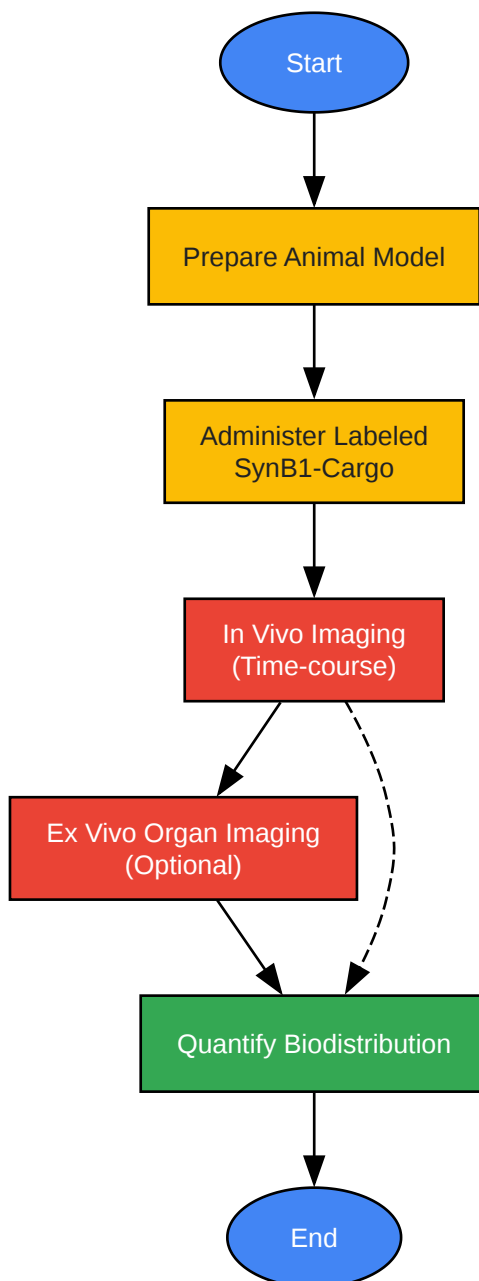 Start
Prepare Animal Model
Administer Labeled
SynB1-Cargo
In Vivo Imaging
(Time-course)
Ex Vivo Organ Imaging
(Optional)
Quantify Biodistribution
End